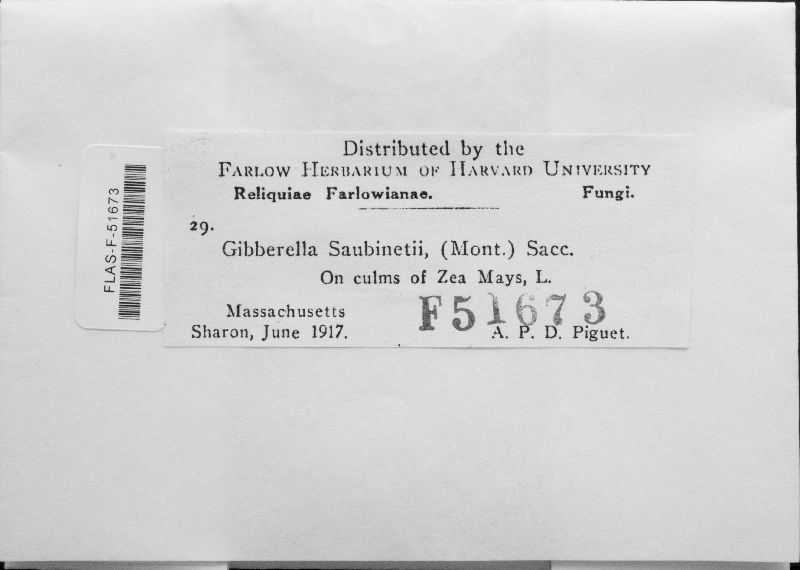 Distributed by the
FARLOW HERBARIUM OF HARVARD UNIVERSITY
Reliquiae Farlowianae. Fungi.
29.
Gibberella Saubinetii, (Mont.) Sacc.
On culms of Zea Mays, L.
Massachusetts
F51673
Sharon, June 1917. A. P. D. Piguet.
FLAS-F-51673